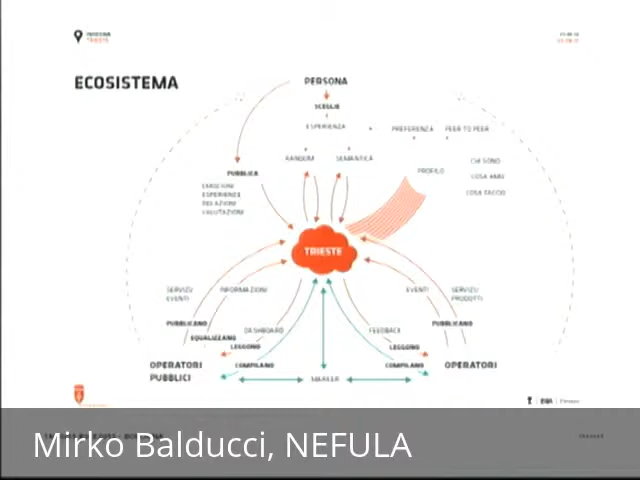 ECOSISTEMA
PERSONA
SCEGLIE
ESPERIENZA
PREFERENZA
PEER TO PEER
RANDOM
SEMANTICA
PROFILO
CHI SONO
COSA AMO
COSA FACCIO
PUBBLICA
EMOZIONI
ESPERIENZE
RELAZIONI
VALUTAZIONI
TRIESTE
SERVIZI
EVENTI
INFORMAZIONI
EVENTI
SERVIZI
PRODOTTI
PUBBLICANO
PUBBLICANO
DASHBOARD
FEEDBACK
LEGGONO
LEGGONO
OPERATORI
PUBBLICI
COMPILANO
COMPILANO
OPERATORI
MARKER
Mirko Balducci, NEFULA